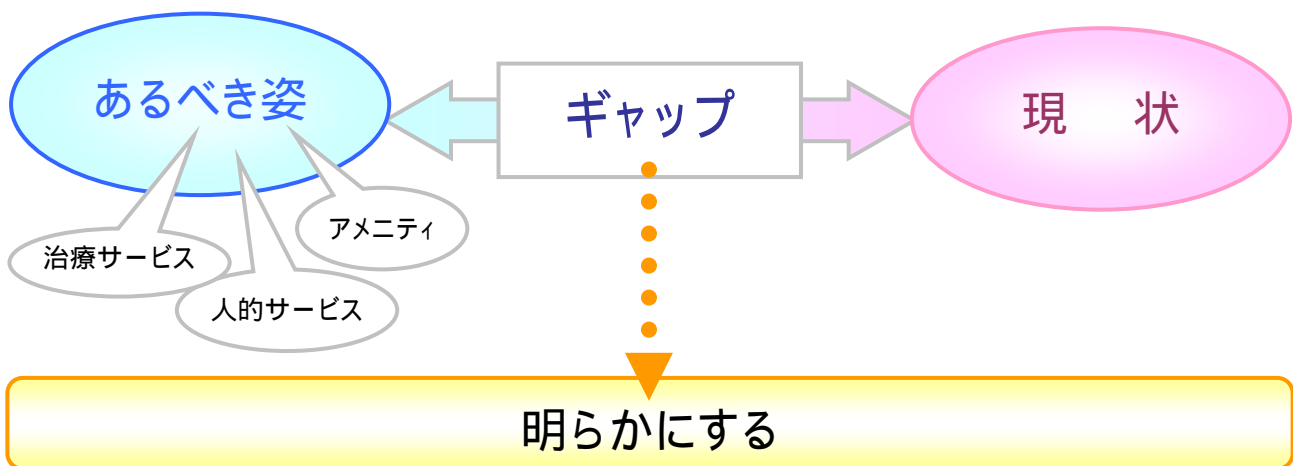 あるべき姿
ギャップ
現 状
アメニティ
治療サービス
人的サービス
明らかにする